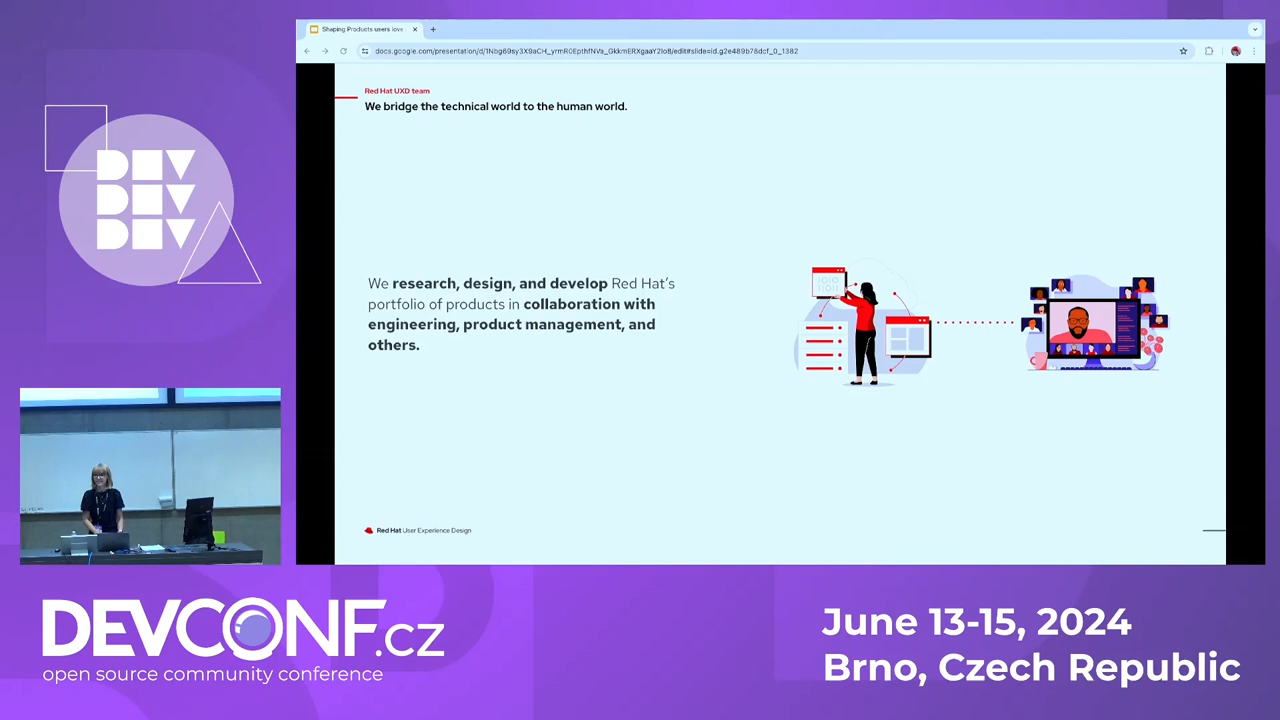 Shaping Products users love
docs.google.com/presentation/d/1Nbg69sy3X9aCH_yrmR0EpthfNVa_GkkmERXgaaY2Io8/edit#slide=id.g2e489b78dcf_0_1382
Red Hat UXD team
We bridge the technical world to the human world.
DEV
DEV
DEV
We research, design, and develop Red Hat's
portfolio of products in collaboration with
engineering, product management, and
others.
1010
11011
Red Hat User Experience Design
DEVCONF.cz
open source community conference
June 13-15, 2024
Brno, Czech Republic